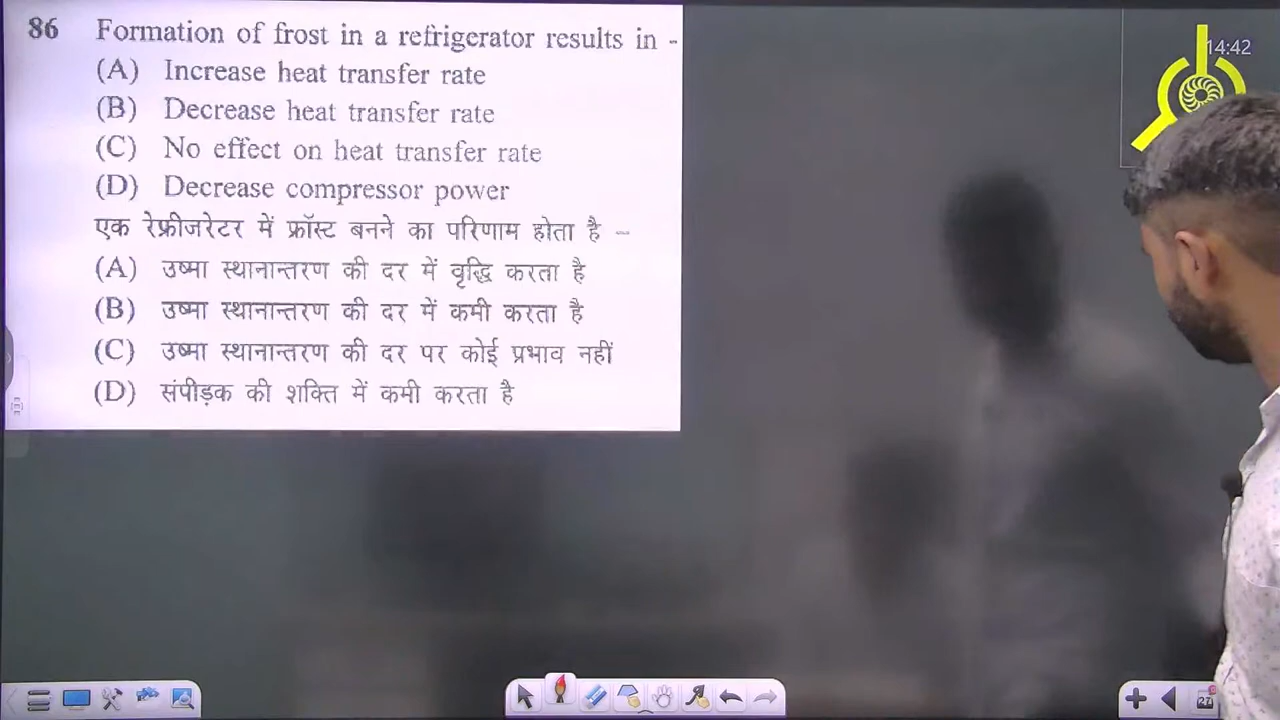 86 Formation of frost in a refrigerator results in -
(A) Increase heat transfer rate
(B) Decrease heat transfer rate
(C) No effect on heat transfer rate
(D) Decrease compressor power
एक रेफ्रीजरेटर में फ्रॉस्ट बनने का परिणाम होता है -
(A) उष्मा स्थानान्तरण की दर में वृद्धि करता है
(B) उष्मा स्थानान्तरण की दर में कमी करता है
(C) उष्मा स्थानान्तरण की दर पर कोई प्रभाव नहीं
(D) संपीड़क की शक्ति में कमी करता है
14:42
27